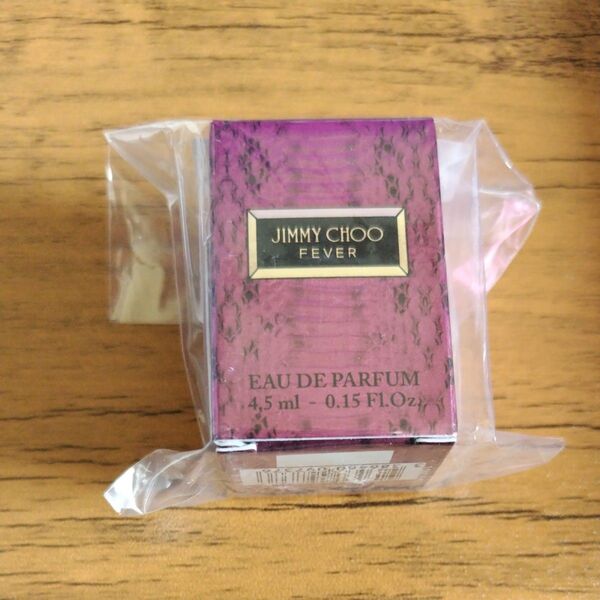 JIMMY CHOO
FEVER
EAU DE PARFUM
4,5 ml - 0.15 Fl.Oz.